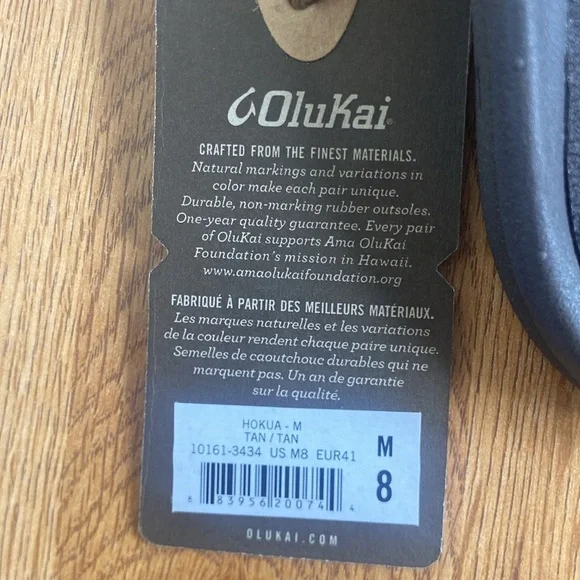 OluKai®
CRAFTED FROM THE FINEST MATERIALS.
Natural markings and variations in
color make each pair unique.
Durable, non-marking rubber outsoles.
One-year quality guarantee. Every pair
of OluKai supports Ama OluKai
Foundation's mission in Hawaii.
www.amaolukaifoundation.org
FABRIQUÉ À PARTIR DES MEILLEURS MATÉRIAUX.
Les marques naturelles et les variations
de la couleur rendent chaque paire unique.
Semelles de caoutchouc durables qui ne
marquent pas. Un an de garantie
sur la qualité.
HOKUA - M
TAN / TAN
10161-3434 US M8 EUR41
M
8
8 83956 20074 4
OLUKAI.COM